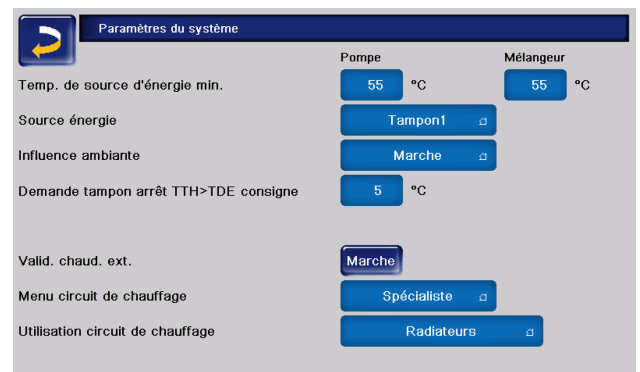 Paramètres du système
Pompe Mélangeur
Temp. de source d'énergie min. 55 °C 55 °C
Source énergie Tampon1
Influence ambiante Marche
Demande tampon arrêt TTH>TDE consigne 5 °C
Valid. chaud. ext. Marche
Menu circuit de chauffage Spécialiste
Utilisation circuit de chauffage Radiateurs